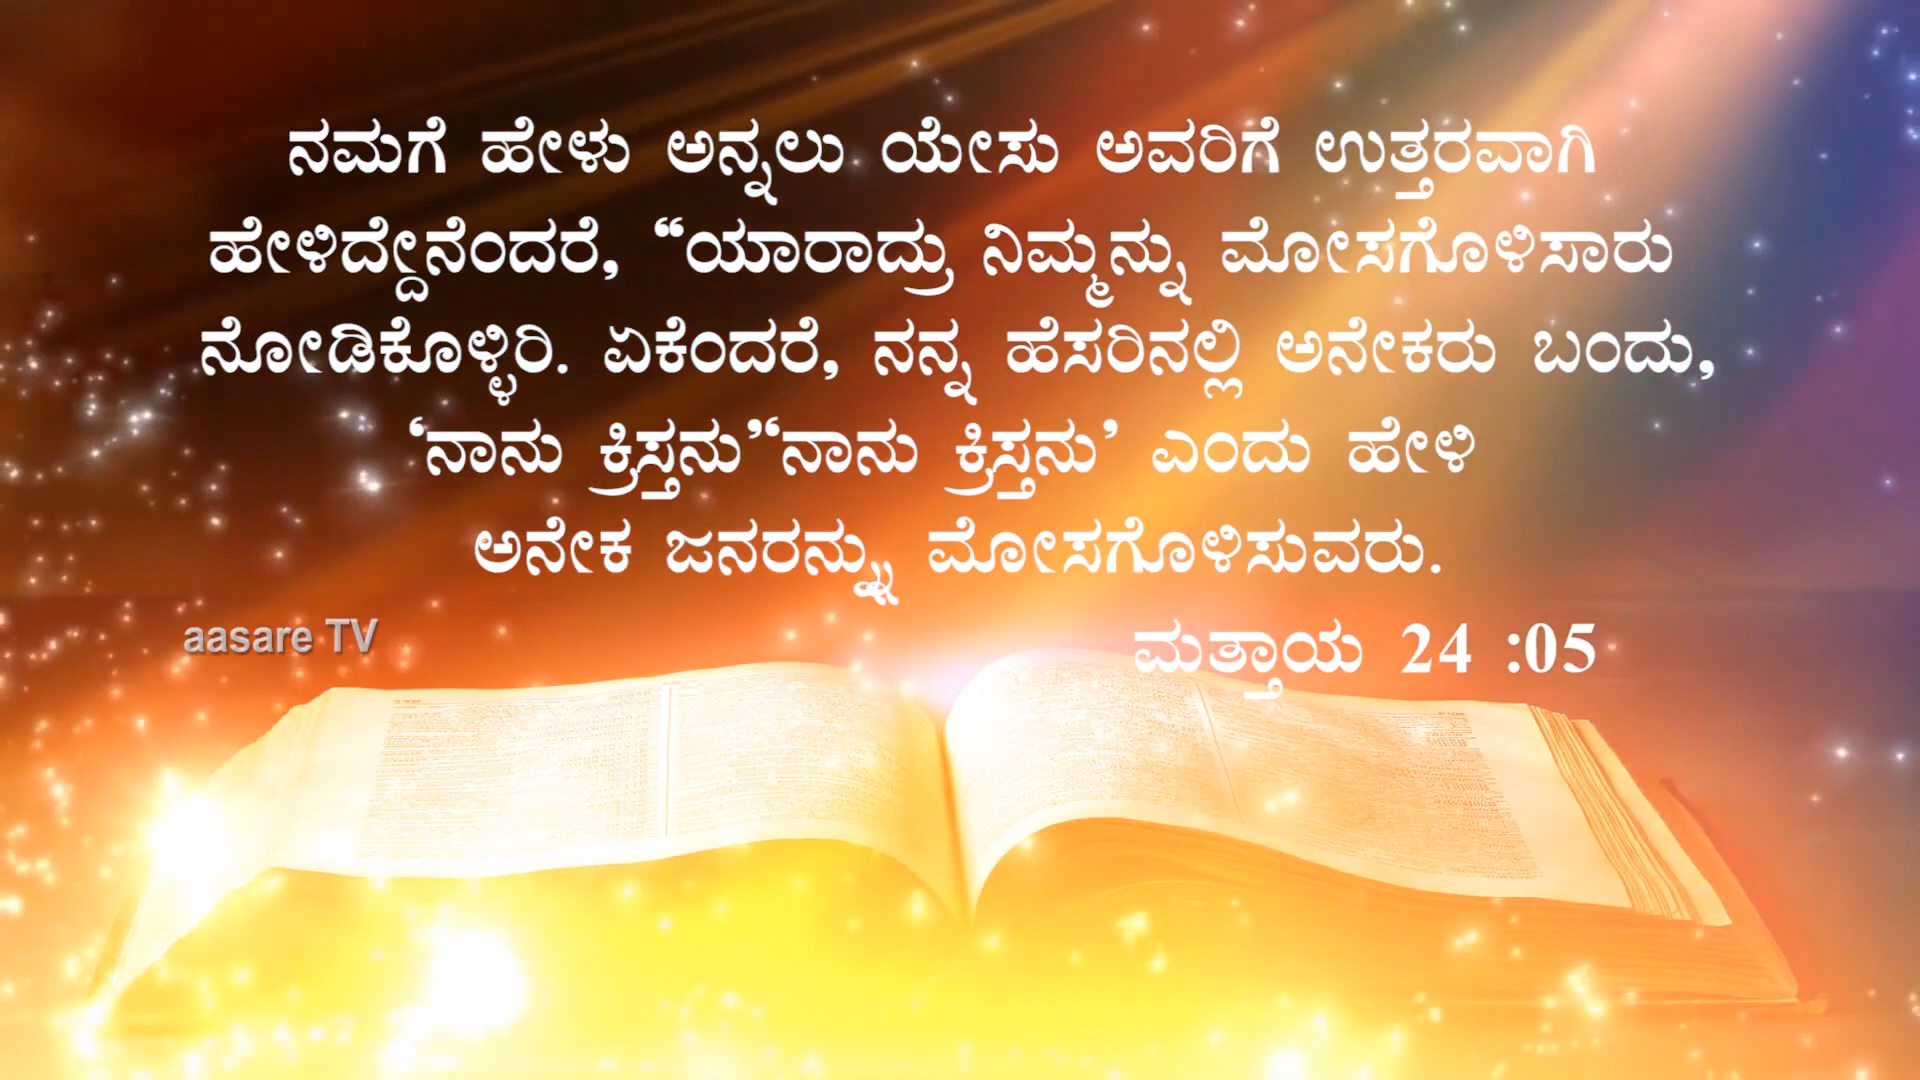 ನಮಗೆ ಹೇಳು ಅನ್ನಲು ಯೇಸು ಅವರಿಗೆ ಉತ್ತರವಾಗಿ
ಹೇಳಿದ್ದೇನೆಂದರೆ, “ಯಾರಾದ್ರು ನಿಮ್ಮನ್ನು ಮೋಸಗೊಳಿಸಾರು
ನೋಡಿಕೊಳ್ಳಿರಿ. ಏಕೆಂದರೆ, ನನ್ನ ಹೆಸರಿನಲ್ಲಿ ಅನೇಕರು ಬಂದು,
‘ನಾನು ಕ್ರಿಸ್ತನು’“ನಾನು ಕ್ರಿಸ್ತನು’ ಎಂದು ಹೇಳಿ
ಅನೇಕ ಜನರನ್ನು ಮೋಸಗೊಳಿಸುವರು.
aasare TV
ಮತ್ತಾಯ 24 :05